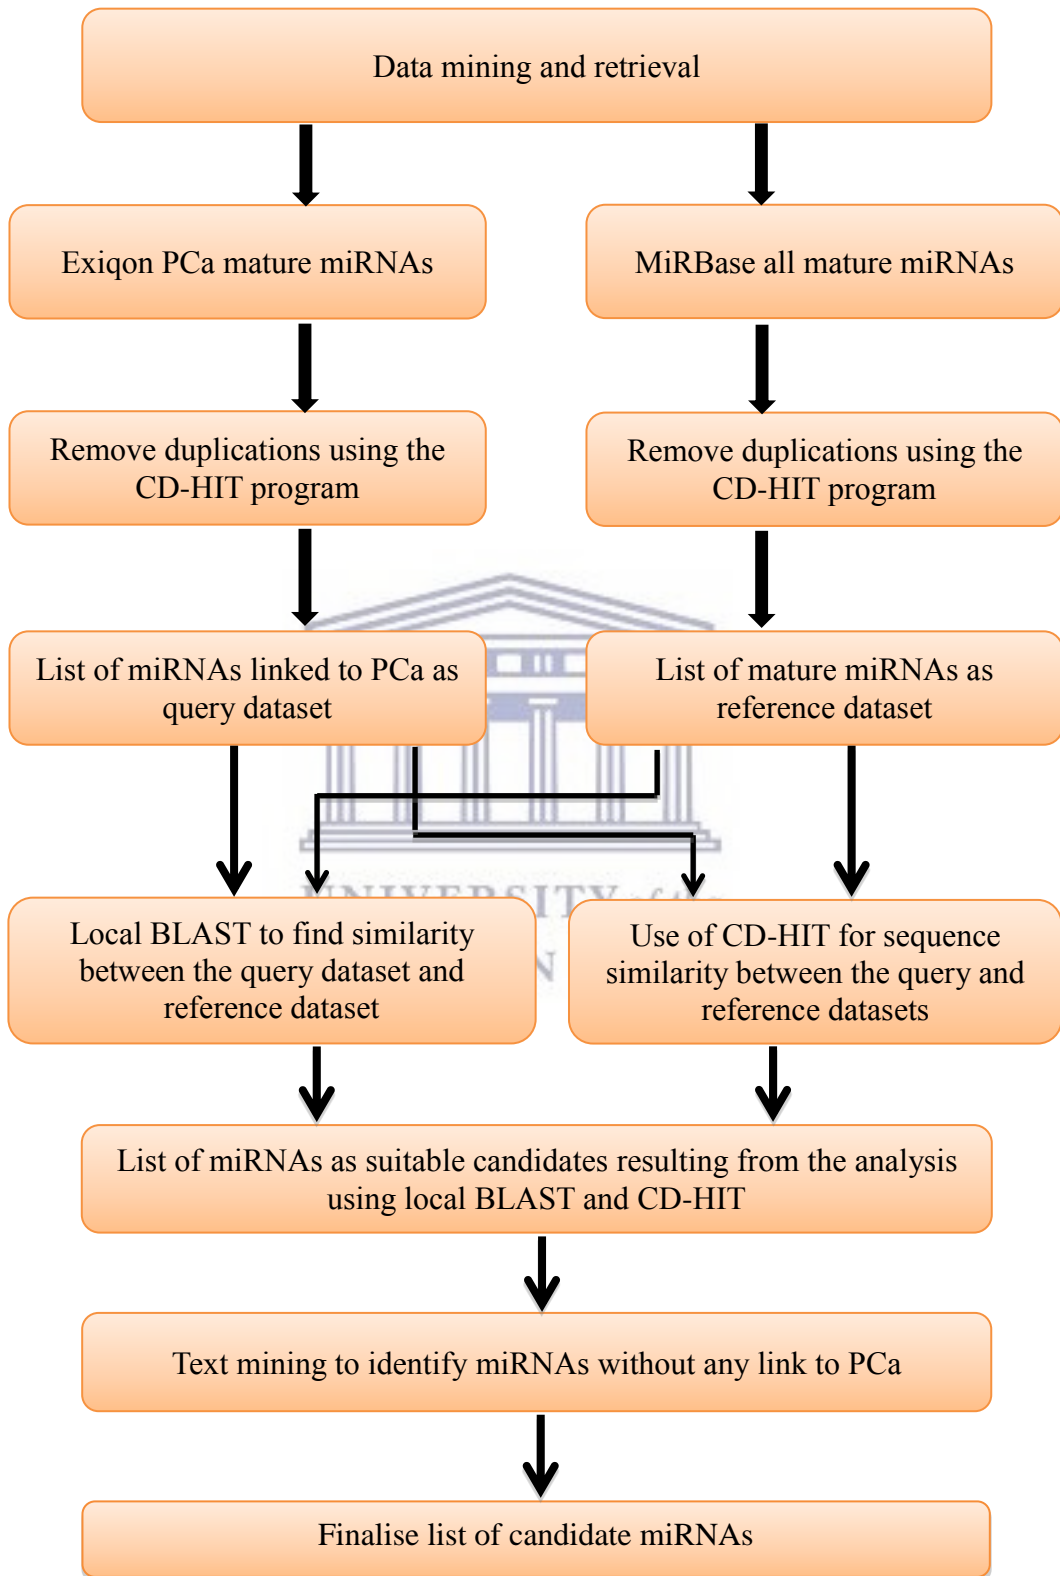 Data mining and retrieval
Exiqon PCa mature miRNAs
MiRBase all mature miRNAs
Remove duplications using the
CD-HIT program
Remove duplications using the
CD-HIT program
List of miRNAs linked to PCa as
query dataset
List of mature miRNAs as
reference dataset
UNIVERSITY of the
Local BLAST to find similarity
between the query dataset and
reference dataset
Use of CD-HIT for sequence
similarity between the query and
reference datasets
List of miRNAs as suitable candidates resulting from the analysis
using local BLAST and CD-HIT
Text mining to identify miRNAs without any link to PCa
Finalise list of candidate miRNAs